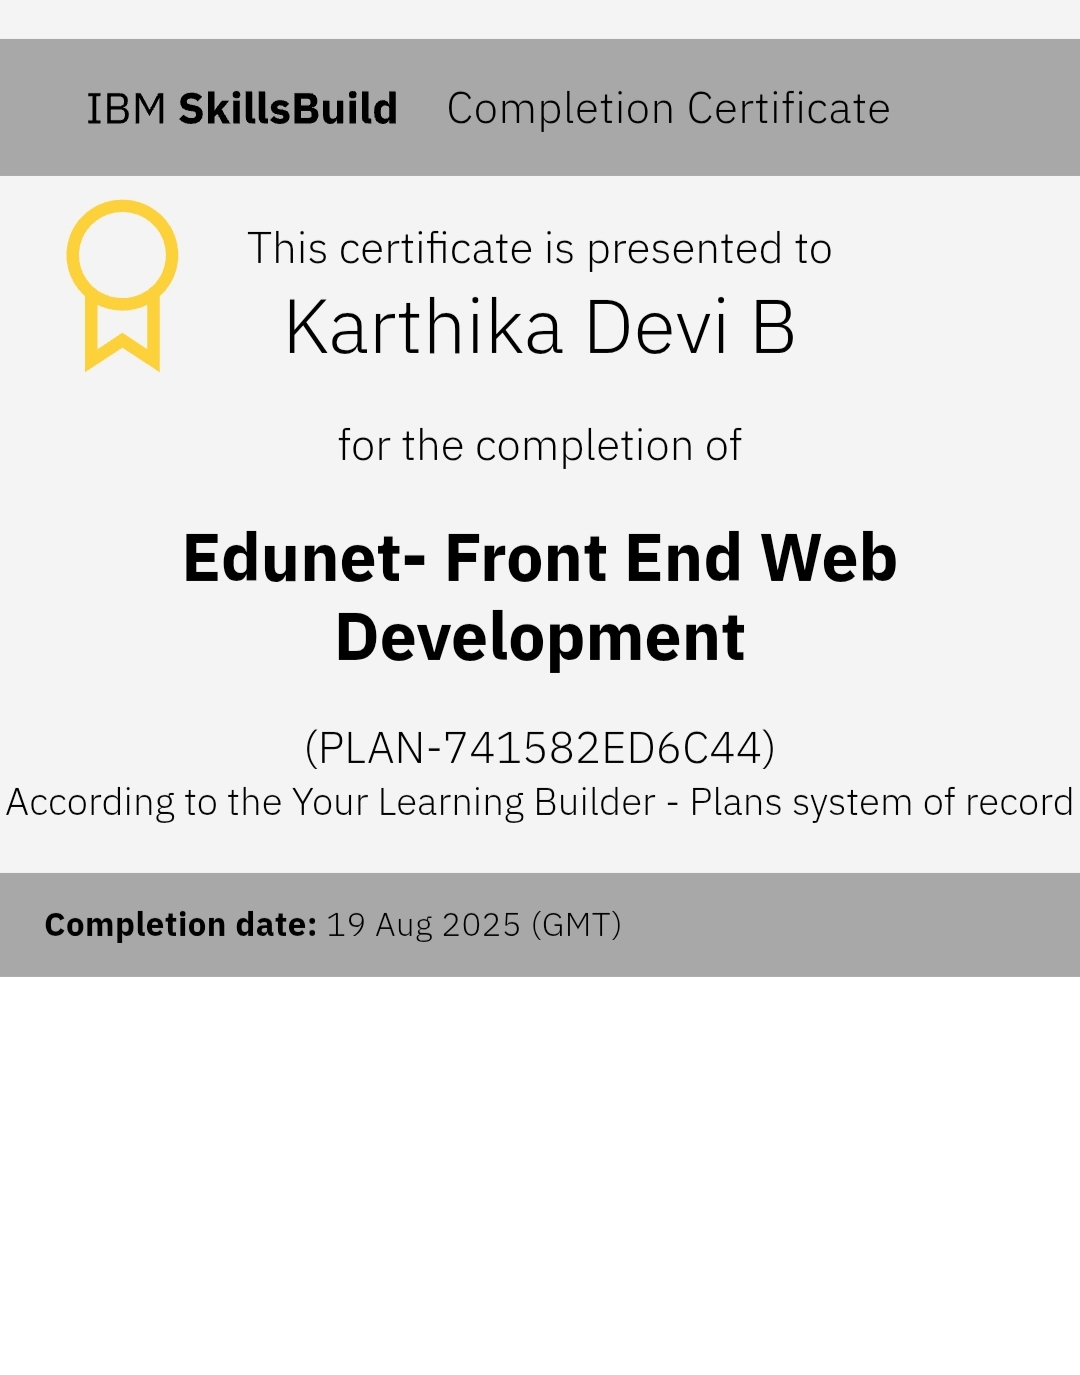 IBM SkillsBuild Completion Certificate
This certificate is presented to
Karthika Devi B
for the completion of
Edunet- Front End Web
Development
(PLAN-741582ED6C44)
According to the Your Learning Builder - Plans system of record
Completion date: 19 Aug 2025 (GMT)